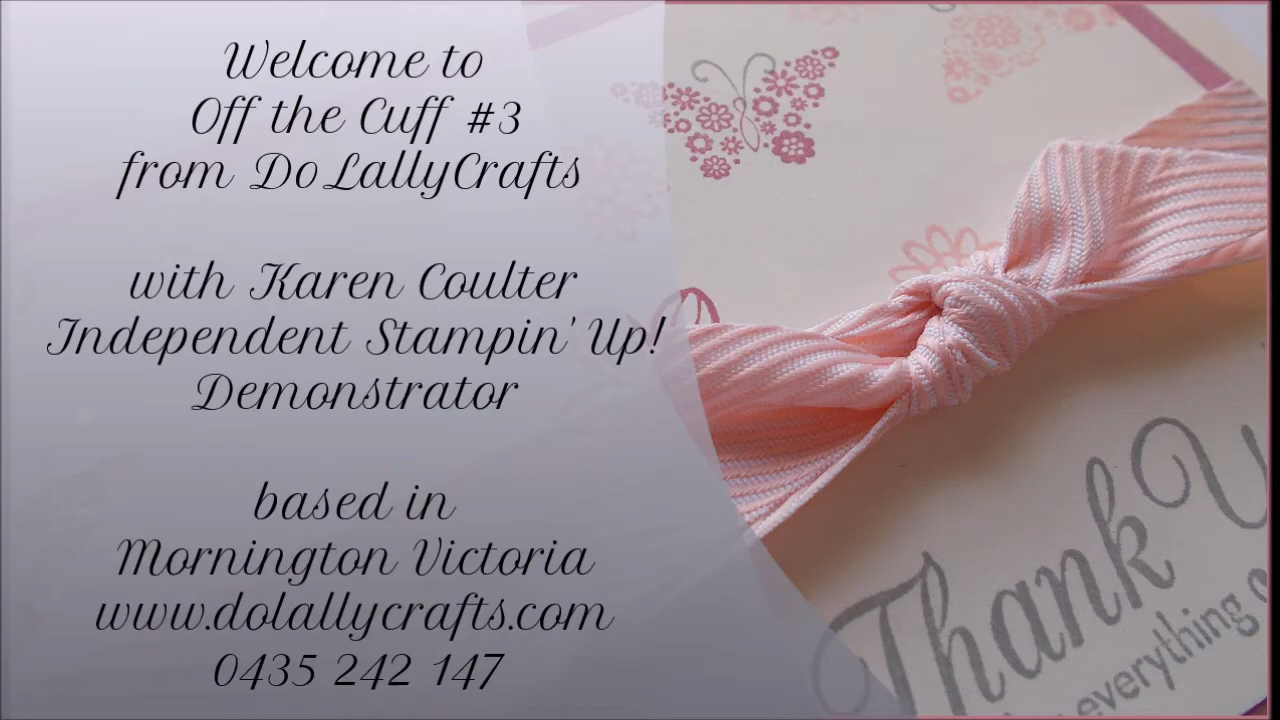 Welcome to
Off the Cuff #3
from DoLallyCrafts
with Karen Coulter
Independent Stampin' Up!
Demonstrator
based in
Mornington Victoria
www.dolallycrafts.com
0435 242 147
Thank
everything